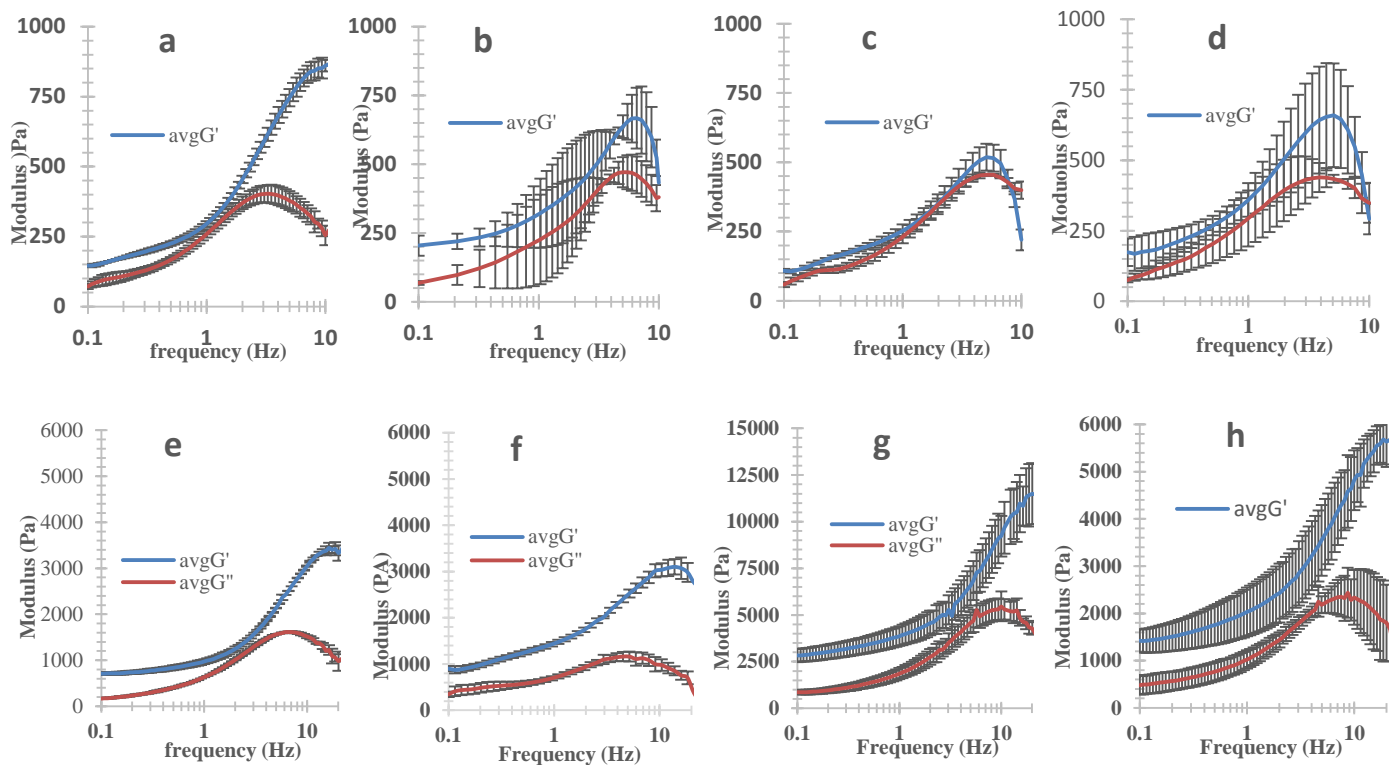 a
1000
750
500
250
0
Modulus )Pa)
avgG'
0.1 1 10
frequency (Hz)
b
1000
750
500
250
0
Modulus (Pa)
avgG'
0.1 1 10
frequency (Hz)
c
1000
750
500
250
0
Modulus (Pa)
avgG'
0.1 1 10
frequency (Hz)
d
1000
750
500
250
0
Moduolus (Pa)
avgG'
0.1 1 10
frequency (Hz)
e
6000
5000
4000
3000
2000
1000
0
Modulus (Pa)
avgG'
avgG"
0.1 1 10
frequency (Hz)
f
6000
5000
4000
3000
2000
1000
0
Modulus (PA)
avgG'
avgG"
0.1 1 10
Frequency (Hz)
g
15000
12500
10000
7500
5000
2500
0
Modulus (Pa)
avgG'
avgG"
0.1 1 10
Frequency (Hz)
h
6000
5000
4000
3000
2000
1000
0
Modulus (Pa)
avgG'
0.1 1 10
Frequency (Hz)